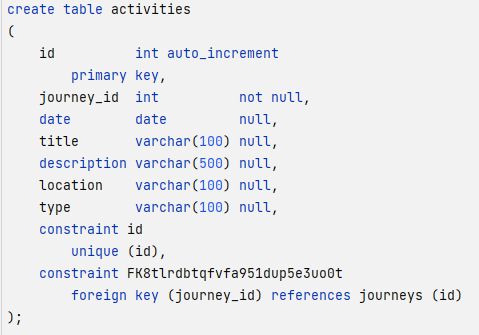 create table activities
(
    id          int auto_increment
        primary key,
    journey_id  int          not null,
    date        date         null,
    title       varchar(100) null,
    description varchar(500) null,
    location    varchar(100) null,
    type        varchar(100) null,
    constraint id
        unique (id),
    constraint FK8tlrdbtqfvfa951dup5e3uo0t
        foreign key (journey_id) references journeys (id)
);